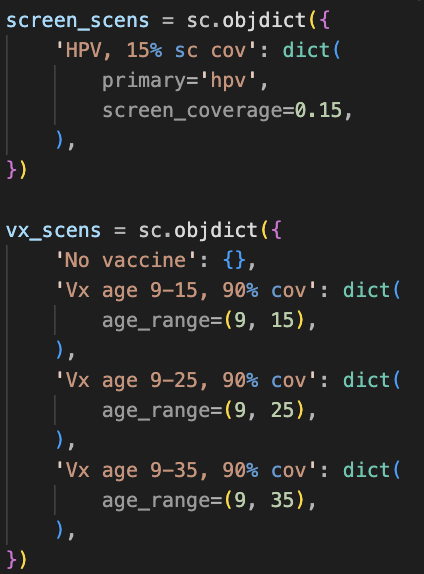 screen_scens = sc.objdict({
    'HPV, 15% sc cov': dict(
        primary='hpv',
        screen_coverage=0.15,
    ),
})

vx_scens = sc.objdict({
    'No vaccine': {},
    'Vx age 9-15, 90% cov': dict(
        age_range=(9, 15),
    ),
    'Vx age 9-25, 90% cov': dict(
        age_range=(9, 25),
    ),
    'Vx age 9-35, 90% cov': dict(
        age_range=(9, 35),
    ),
})